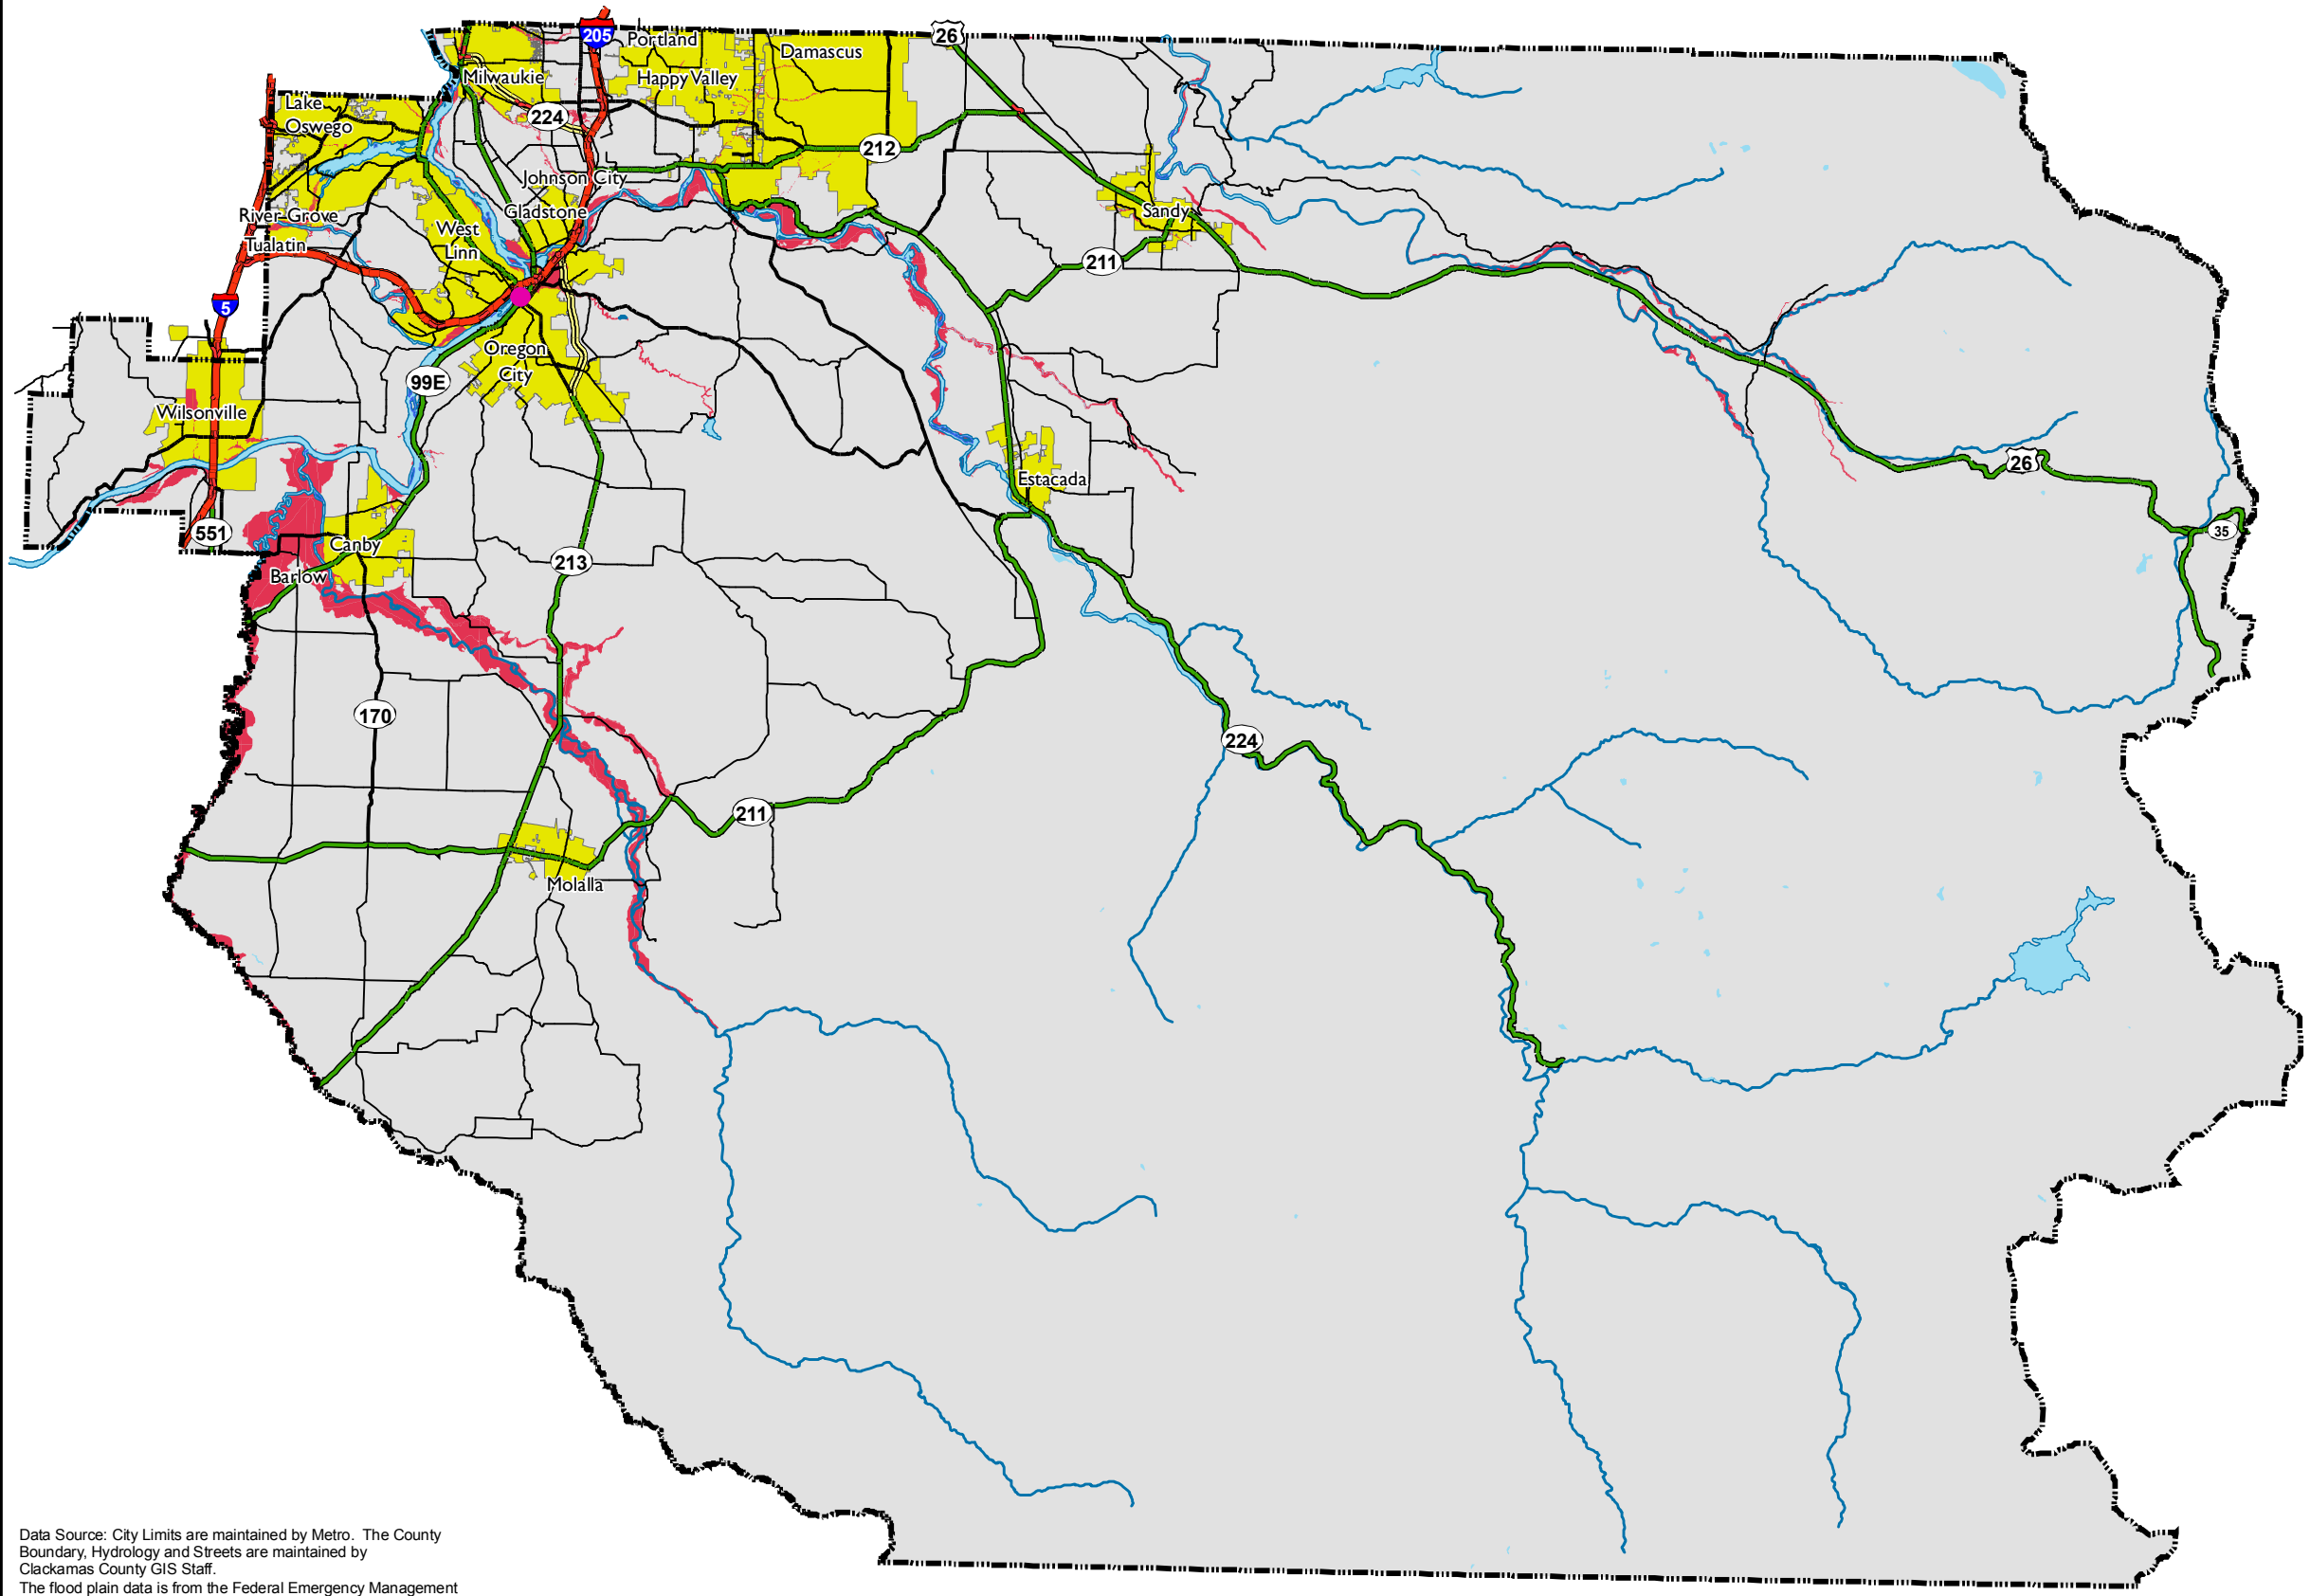 205
Portland
26
Damascus
Milwaukie
Happy Valley
Lake
Oswego
224
212
Johnson City
River Grove
Gladstone
Sandy
West
Linn
Tualatin
211
5
Oregon
City
99E
Wilsonville
26
Estacada
551
35
Canby
213
Barlow
170
224
211
Molalla
Data Source: City Limits are maintained by Metro. The County
Boundary, Hydrology and Streets are maintained by
Clackamas County GIS Staff.
The flood plain data is from the Federal Emergency Management